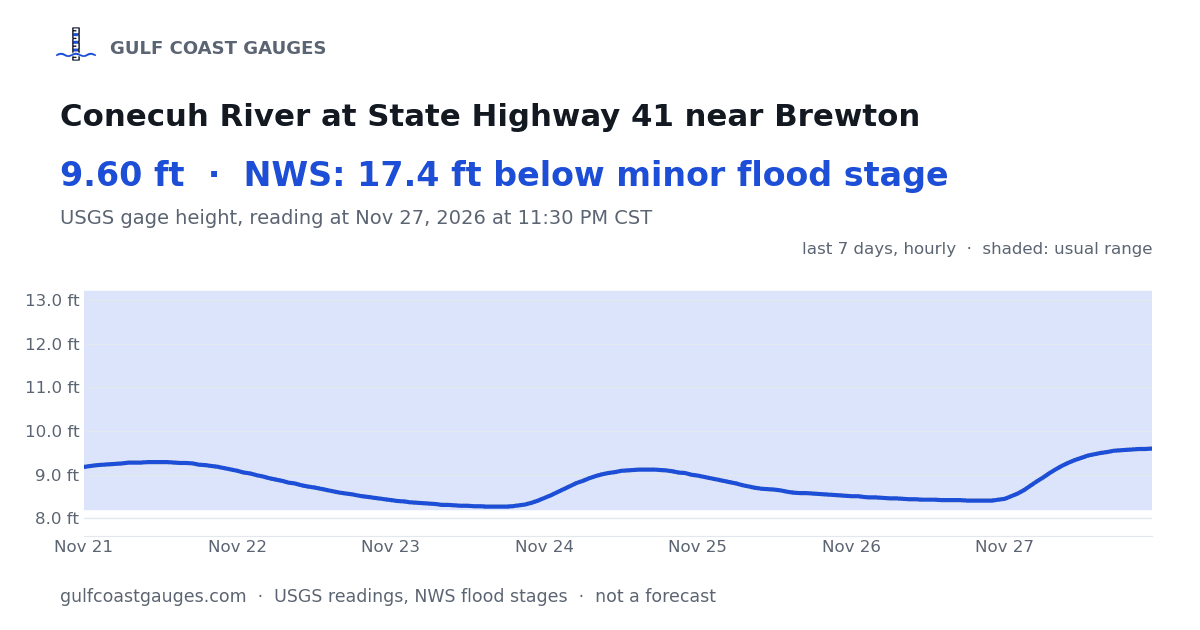 GULF COAST GAUGES
Conecuh River at State Highway 41 near Brewton
9.60 ft · NWS: 17.4 ft below minor flood stage
USGS gage height, reading at Nov 27, 2026 at 11:30 PM CST
last 7 days, hourly · shaded: usual range
13.0 ft
12.0 ft
11.0 ft
10.0 ft
9.0 ft
8.0 ft
Nov 21 Nov 22 Nov 23 Nov 24 Nov 25 Nov 26 Nov 27
gulfcoastgauges.com · USGS readings, NWS flood stages · not a forecast